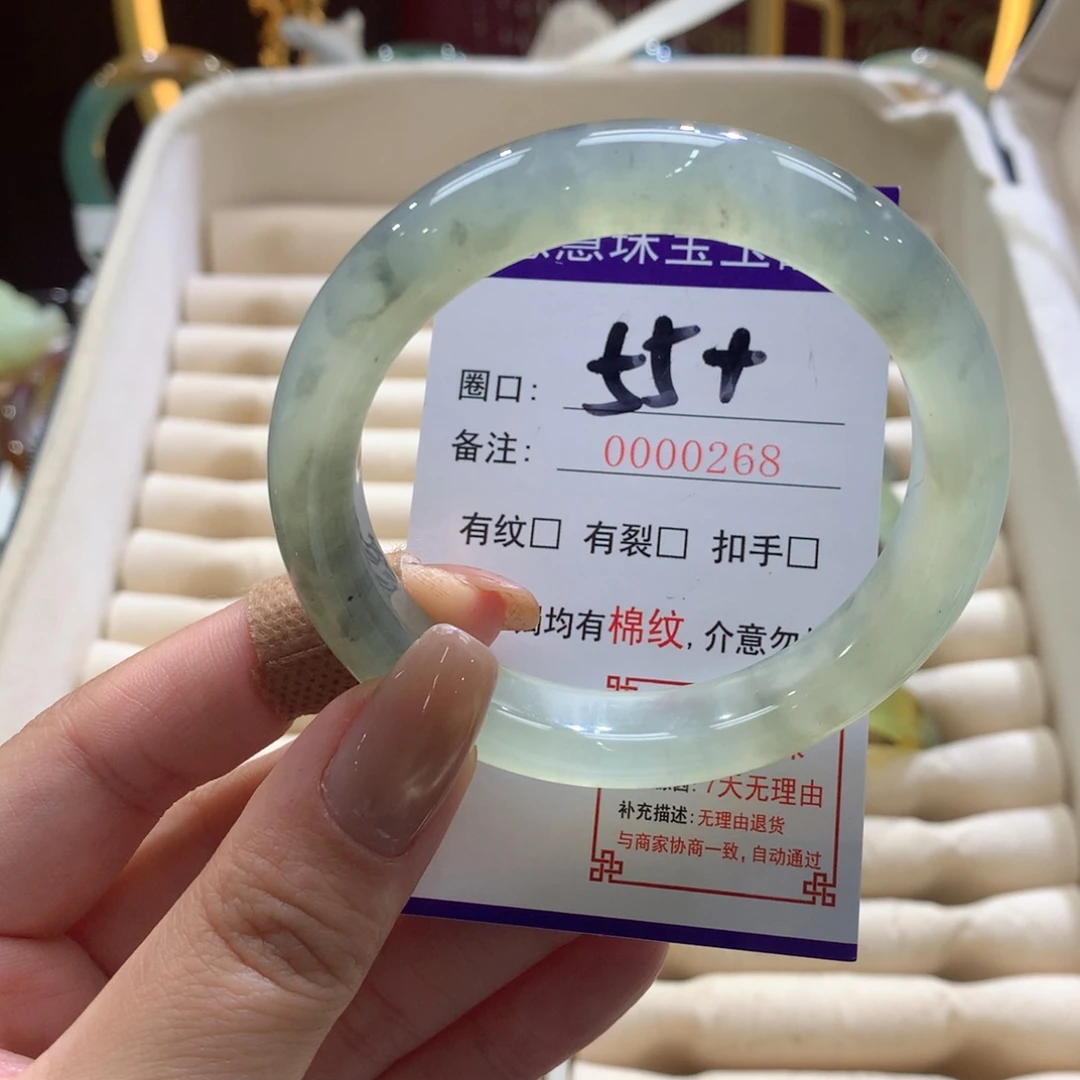 珠宝玉
圈口: 55+
备注: 0000268
有纹□ 有裂□ 扣手□
均有棉纹, 介意勿
7天无理由
补充描述: 无理由退货
与商家协商一致, 自动通过